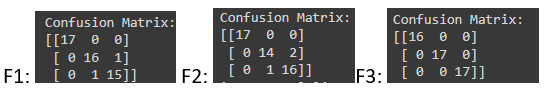 F1: Confusion Matrix:
[[17 0 0]
[ 0 16 1]
[ 0 1 15]]
F2: Confusion Matrix:
[[17 0 0]
[ 0 14 2]
[ 0 1 16]]
F3: Confusion Matrix:
[[16 0 0]
[ 0 17 0]
[ 0 0 17]]